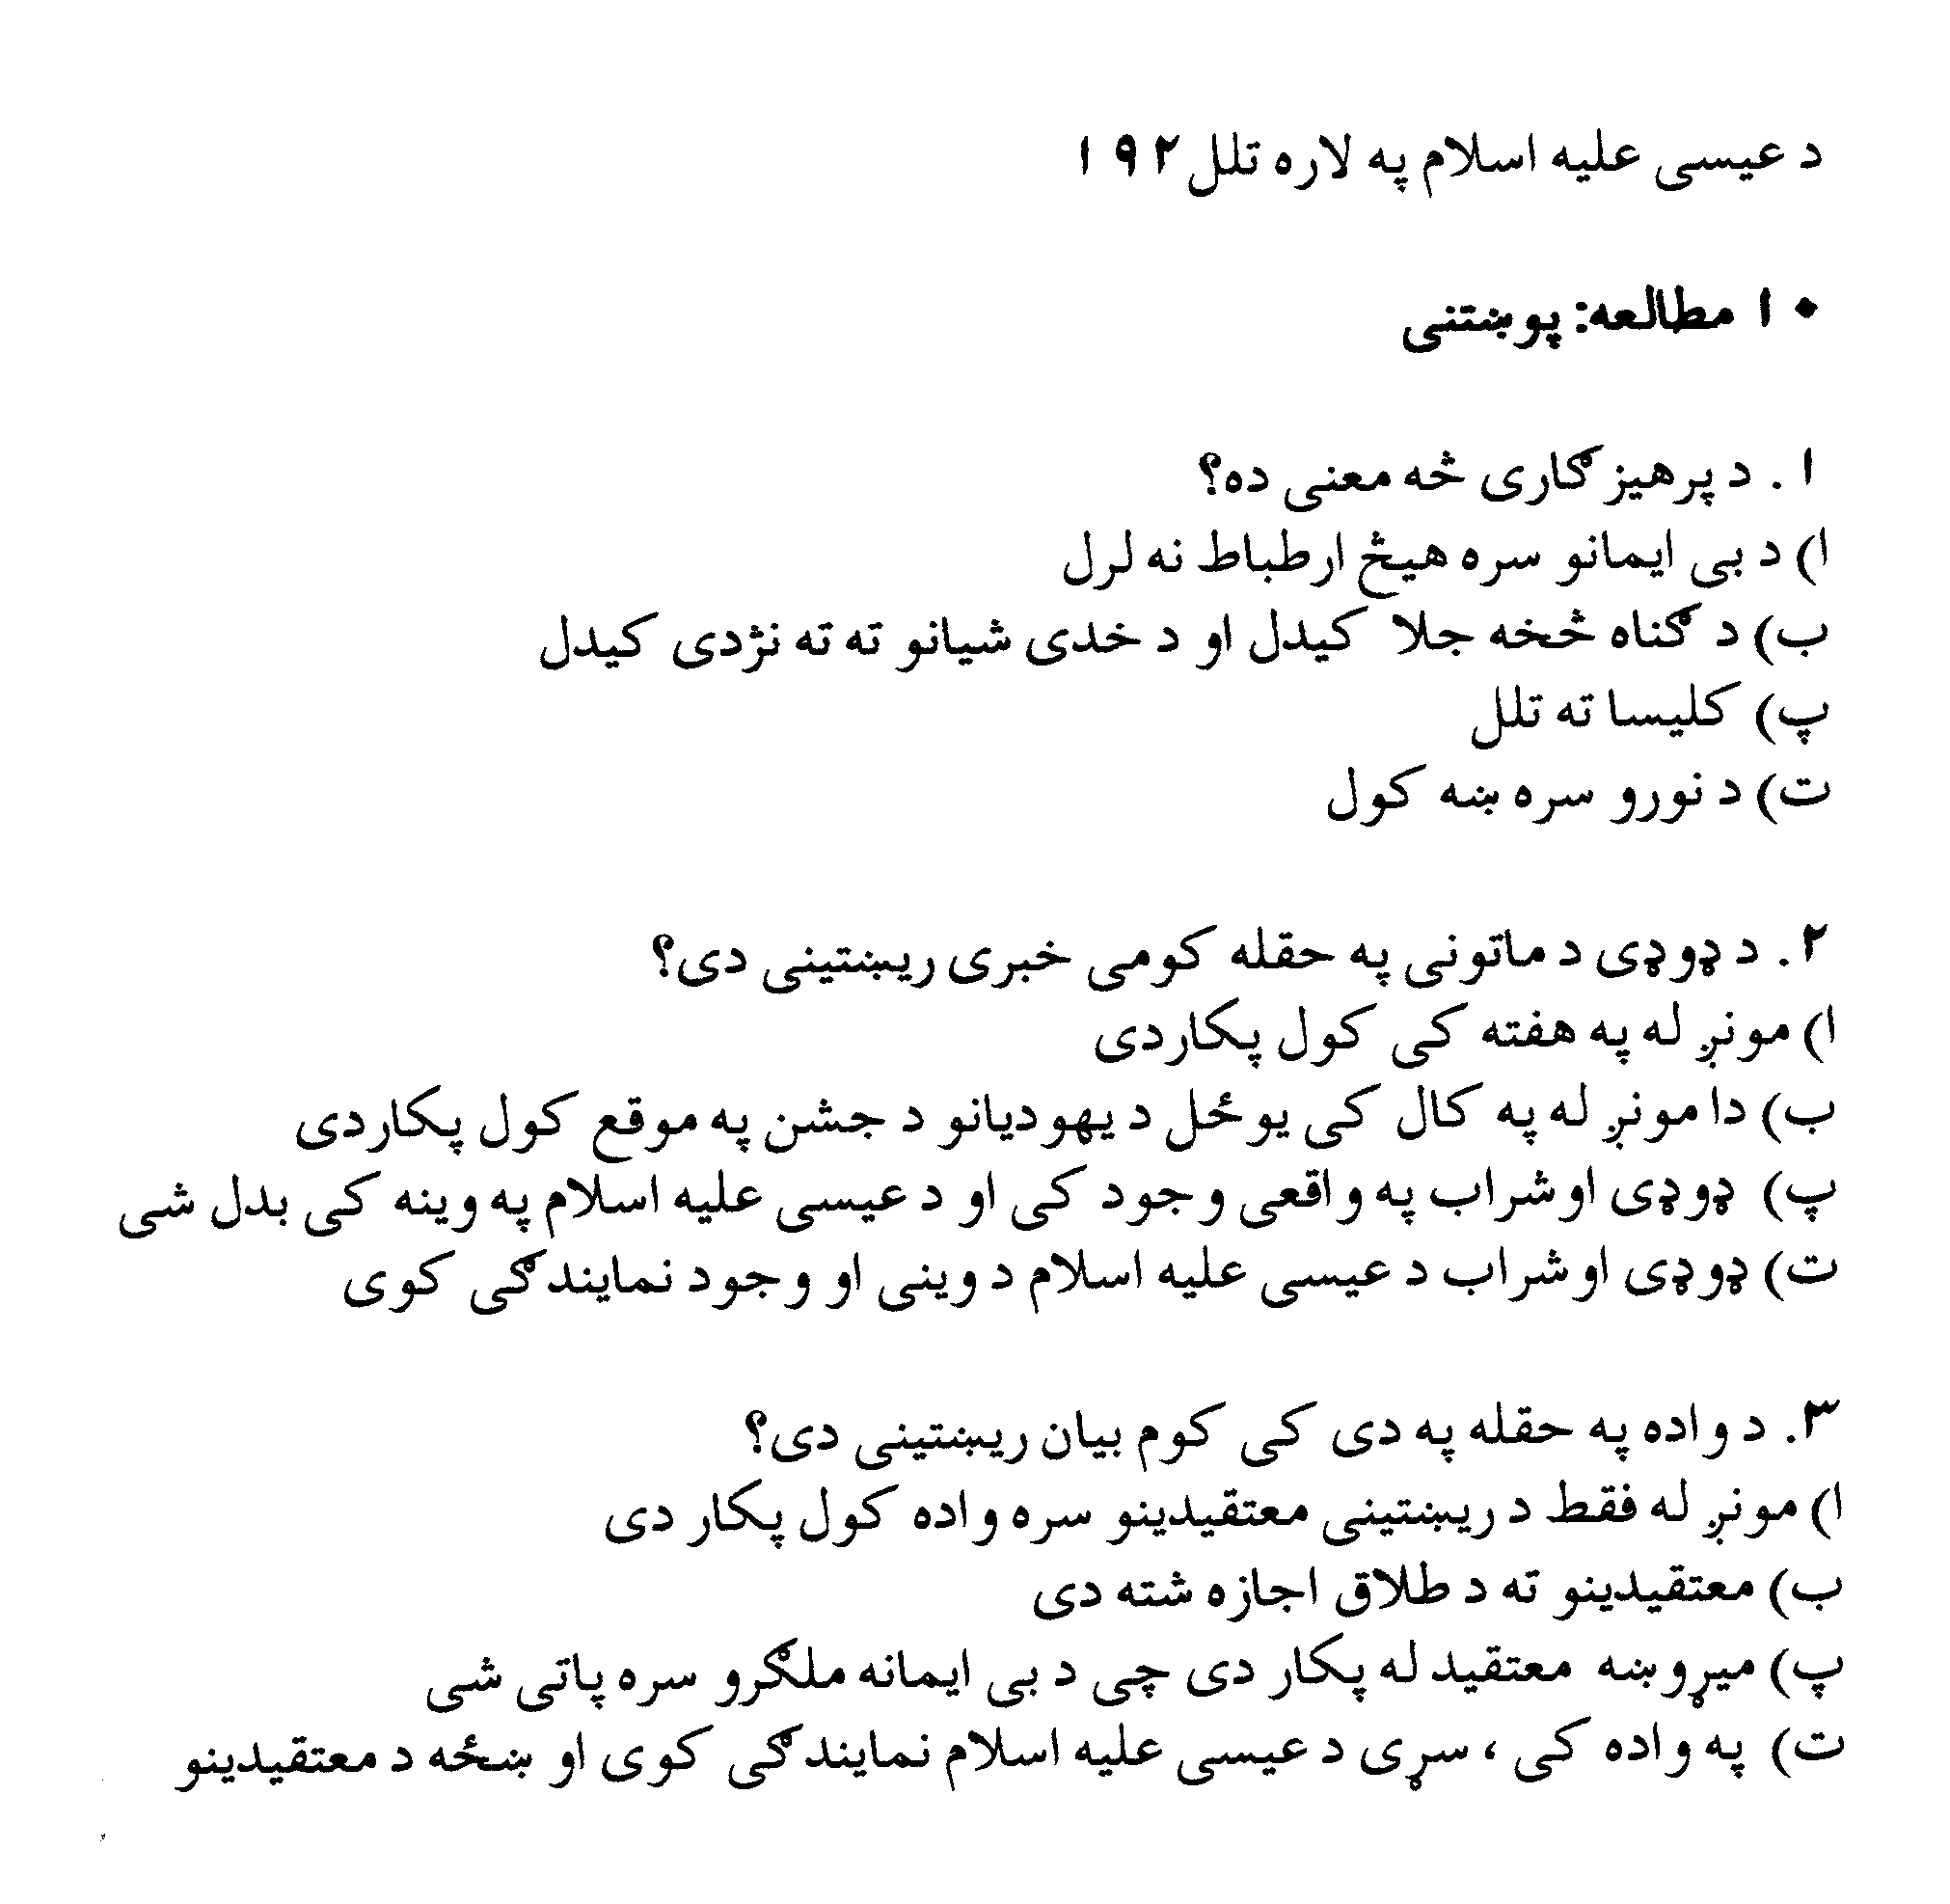 د عیسی علیه اسلام په لاره تلل ۱۹۲
۱۰ مطالعه: پوښتنی
۱. د پرهیزګاری څه معنی ده؟
ا) د بی ایمانو سره هیڅ ارطباط نه لرل
ب) د ګناه څخه جلا کیدل او د خدی شیانو ته ته نژدی کیدل
پ) کلیسا ته تلل
ت) د نورو سره ښه کول
۲. د ډوډی د ماتونی په حقله کومی خبری ریښتینی دی؟
ا) مونږ له په هفته کی کول پکاردی
ب) دا مونږ له په کال کی یوځل د یهودیانو د جشن په موقع کول پکاردی
پ) ډوډی اوشراب په واقعی وجود کی او د عیسی علیه اسلام په وینه کی بدل شی
ت) ډوډی اوشراب د عیسی علیه اسلام د وینی او وجود نمایندګی کوی
۳. د واده په حقله په دی کی کوم بیان ریښتینی دی؟
ا) مونږ له فقط د ریښتینی معتقیدینو سره واده کول پکار دی
ب) معتقیدینو ته د طلاق اجازه شته دی
پ) میړوښه معتقید له پکار دی چی د بی ایمانه ملګرو سره پاتی شی
ت) په واده کی ، سړی د عیسی علیه اسلام نمایندګی کوی او ښځه د معتقیدینو